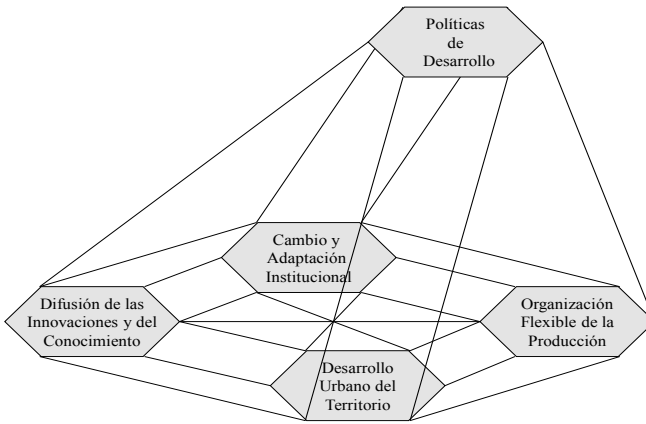 Políticas
de
Desarrollo
Cambio y
Adaptación
Institucional
Difusión de las
Innovaciones y del
Conocimiento
Organización
Flexible de la
Producción
Desarrollo
Urbano del
Territorio